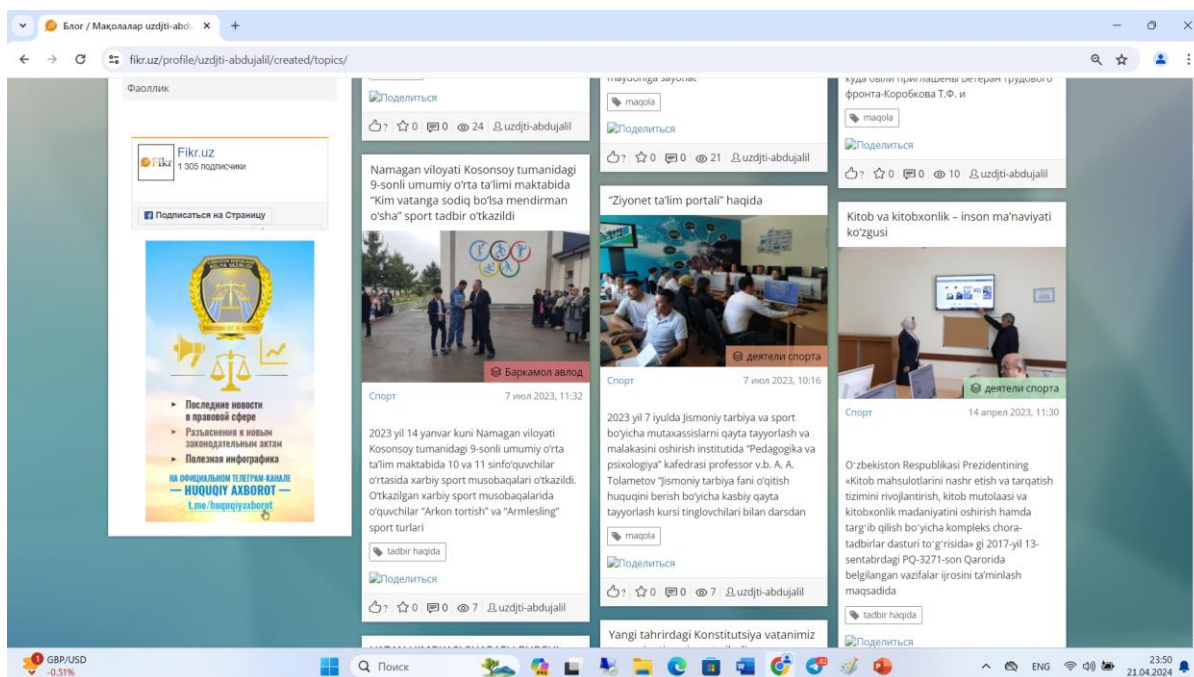 Блог / Мақолалар uzdjti-abdu
fikr.uz/profile/uzdjti-abdujalil/created/topics/
Фаоллик
Fikr.uz
1 305 подписчики
Подписаться на Страницу
ADLIYA VAZIRLIGI
Последние новости
в правовой сфере
Разъяснения к новым
законодательным актам
Полезная инфографика
НА ОФИЦИАЛЬНОМ ТЕЛЕГРАМ-КАНАЛЕ
— HUQUQIY AXBOROT —
t.me/huquqiyaxborot
Поделиться
? 0 0 24 uzdjti-abdujalil
Namagan viloyati Kosonsoy tumanidagi
9-sonli umumiy o'rta ta'limi maktabida
“Kim vatanga sodiq bo'lsa mendirman
o'sha” sport tadbir o'tkazildi
Баркамол авлод
Спорт 7 июл 2023, 11:32
2023 yil 14 yanvar kuni Namagan viloyati
Kosonsoy tumanidagi 9-sonli umumiy o'rta
ta'lim maktabida 10 va 11 sinfo'quvchilar
o'rtasida xarbiy sport musobaqalari o'tkazildi.
O'tkazilgan xarbiy sport musobaqalarida
o'quvchilar “Arkon tortish” va “Armlesling”
sport turlari
tadbir haqida
Поделиться
? 0 0 7 uzdjti-abdujalil
maydoniga sayohat
maqola
Поделиться
? 0 0 21 uzdjti-abdujalil
“Ziyonet ta'lim portali” haqida
деятели спорта
Спорт 7 июл 2023, 10:16
2023 yil 7 iyulda Jismoniy tarbiya va sport
bo'yicha mutaxassislarni qayta tayyorlash va
malakasini oshirish institutida “Pedagogika va
psixologiya” kafedrasi professor v.b. A. A.
Tolametov “Jismoniy tarbiya fani o'qitish
huquqini berish bo'yicha kasbiy qayta
tayyorlash kursi tinglovchilari bilan darsdan
maqola
Поделиться
? 0 0 7 uzdjti-abdujalil
Yangi tahrirdagi Konstitutsiya vatanimiz
куда были приглашены Ветеран трудового
фронта-Коробкова Т.Ф. и
maqola
Поделиться
? 0 0 10 uzdjti-abdujalil
Kitob va kitobxonlik – inson ma'naviyati
ko'zgusi
деятели спорта
Спорт 14 апрел 2023, 11:30
O‘zbekiston Respublikasi Prezidentining
«Kitob mahsulotlarini nashr etish va tarqatish
tizimini rivojlantirish, kitob mutolaasi va
kitobxonlik madaniyatini oshirish hamda
targ‘ib qilish bo‘yicha kompleks chora-
tadbirlar dasturi to‘g‘risida» gi 2017-yil 13-
sentabrdagi PQ-3271-son Qarorida
belgilangan vazifalar ijrosini ta’minlash
maqsadida
tadbir haqida
Поделиться
1 GBP/USD
-0.51%
Поиск
ENG
23:50
21.04.2024